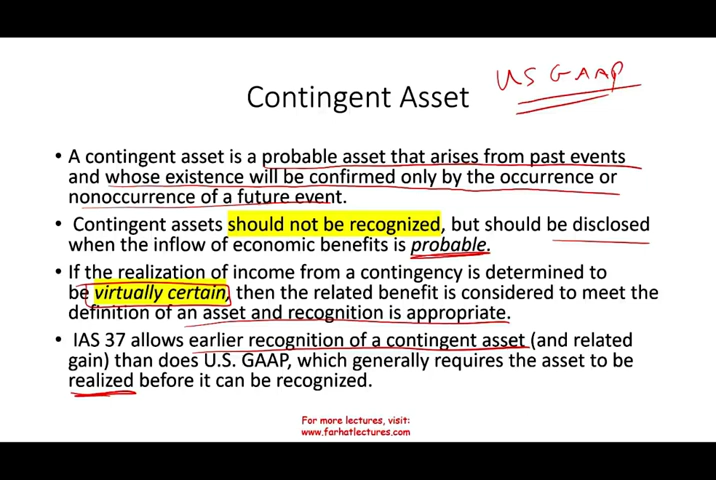 US GAAP
Contingent Asset
• A contingent asset is a probable asset that arises from past events
and whose existence will be confirmed only by the occurrence or
nonoccurrence of a future event.
• Contingent assets should not be recognized, but should be disclosed
when the inflow of economic benefits is probable.
• If the realization of income from a contingency is determined to
be virtually certain, then the related benefit is considered to meet the
definition of an asset and recognition is appropriate.
• IAS 37 allows earlier recognition of a contingent asset (and related
gain) than does U.S. GAAP, which generally requires the asset to be
realized before it can be recognized.
For more lectures, visit:
www.farhatlectures.com